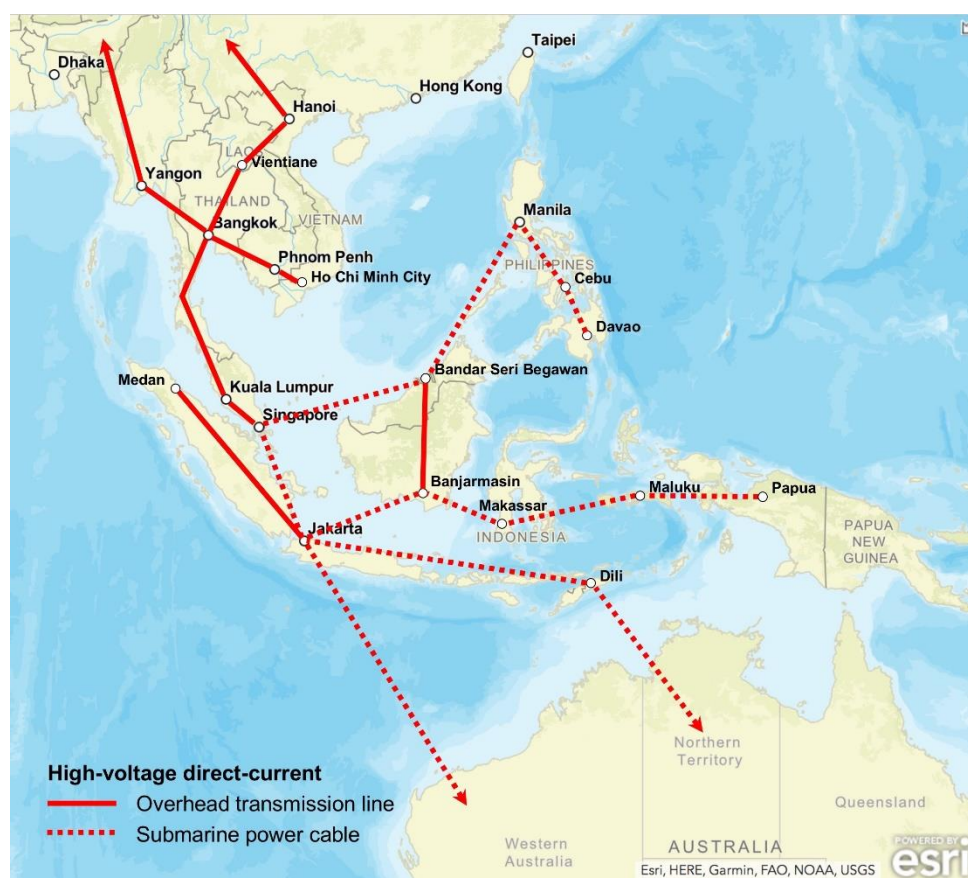 Taipei
Dhaka
Hong Kong
Hanoi
LAO
Vientiane
Yangon
THAILAND
VIETNAM
Manila
Bangkok
Phnom Penh
PHILIPPINES
Ho Chi Minh City
Cebu
Davao
Medan
Bandar Seri Begawan
Kuala Lumpur
Singapore
Banjarmasin
Maluku
Papua
Makassar
Jakarta
INDONESIA
PAPUA
NEW
GUINEA
Dili
Northern
Territory
High-voltage direct-current
Overhead transmission line
Submarine power cable
Queensland
Western
Australia
AUSTRALIA
POWERED BY
esri
Esri, HERE, Garmin, FAO, NOAA, USGS